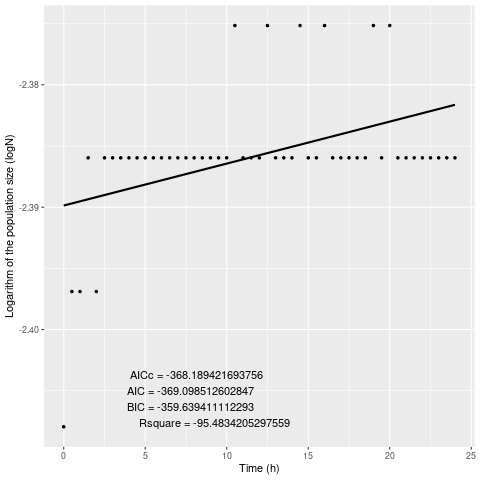 Logarithm of the population size (logN)
-2.38
-2.39
-2.40
AICc = -368.189421693756
AIC = -369.098512602847
BIC = -359.639411112293
Rsquare = -95.4834205297559
0 5 10 15 20 25
Time (h)